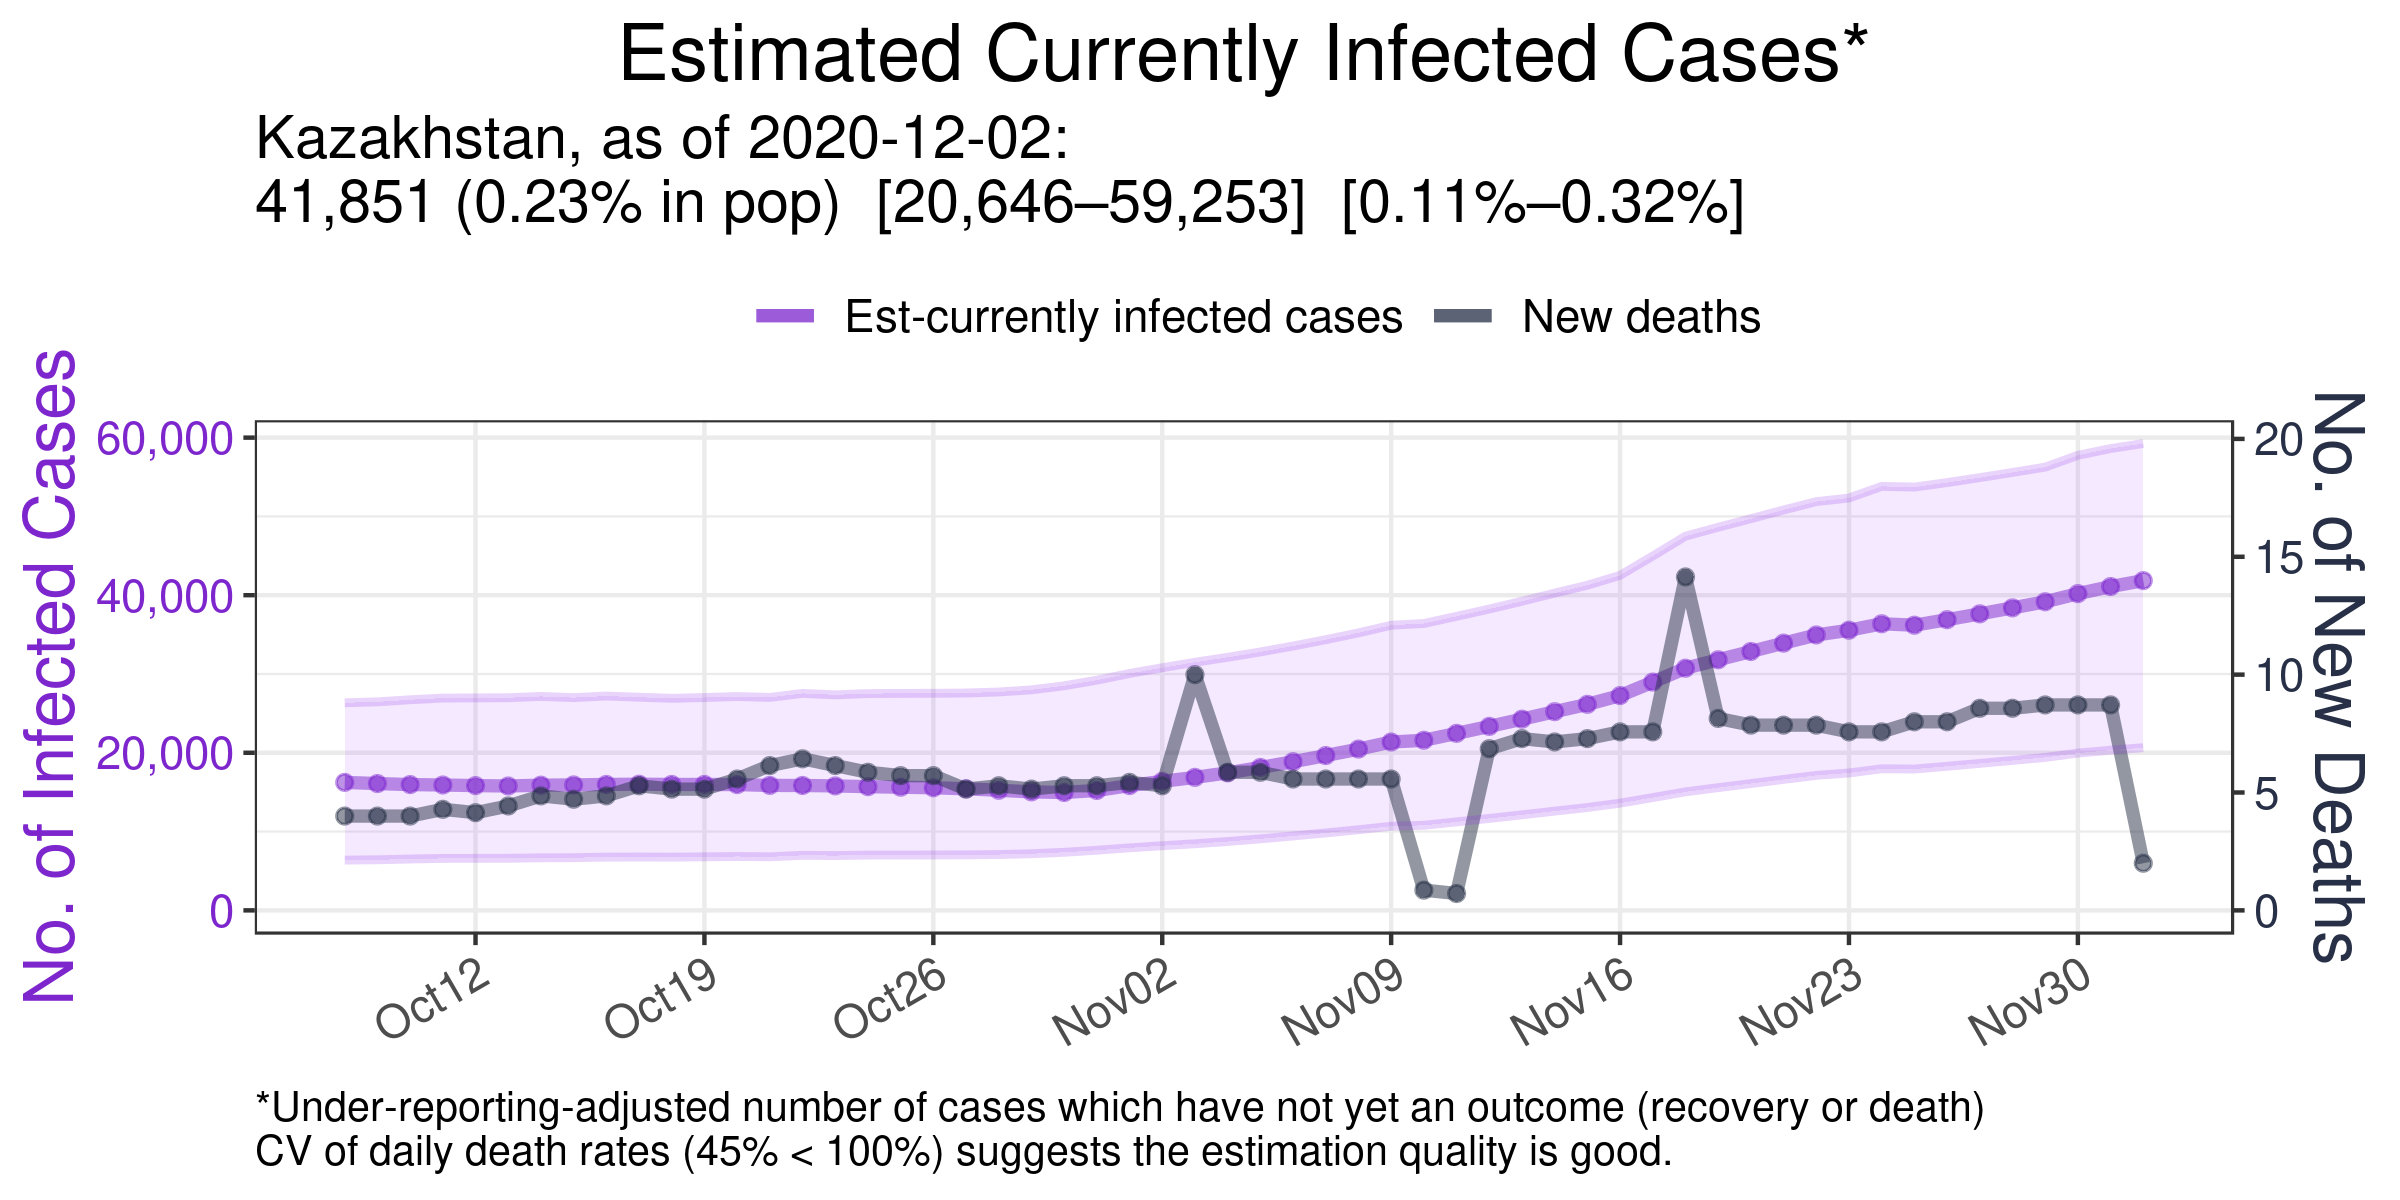 Estimated Currently Infected Cases*
Kazakhstan, as of 2020-12-02:
41,851 (0.23% in pop)  [20,646–59,253]  [0.11%–0.32%]
Est-currently infected cases
New deaths
No. of Infected Cases
60,000
40,000
20,000
0
20
15
10
5
0
No. of New Deaths
Oct12
Oct19
Oct26
Nov02
Nov09
Nov16
Nov23
Nov30
*Under-reporting-adjusted number of cases which have not yet an outcome (recovery or death)
CV of daily death rates (45% < 100%) suggests the estimation quality is good.